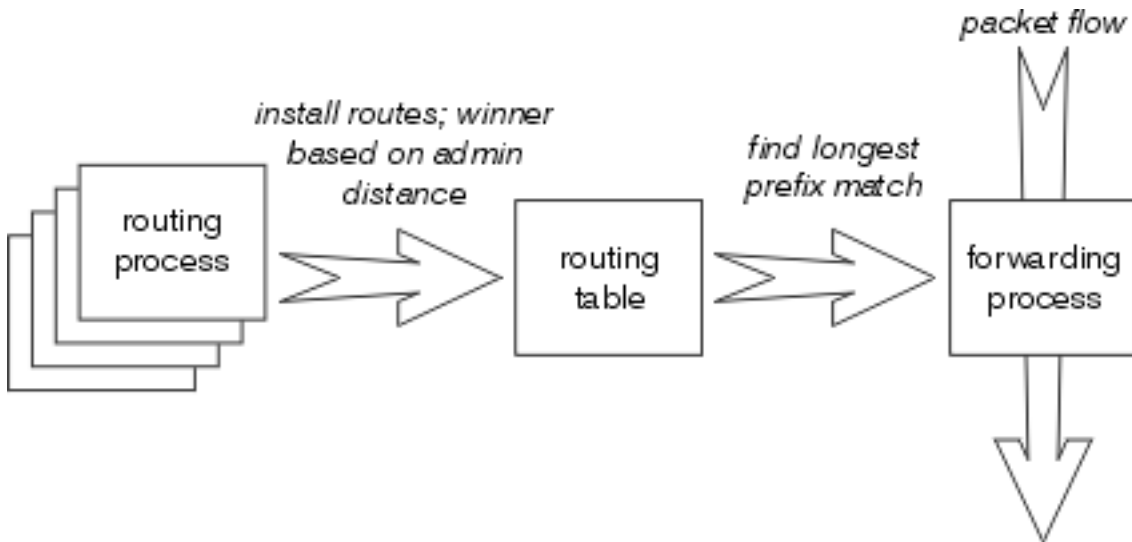 packet flow
install routes; winner
based on admin
distance
find longest
prefix match
routing
process
routing
table
forwarding
process